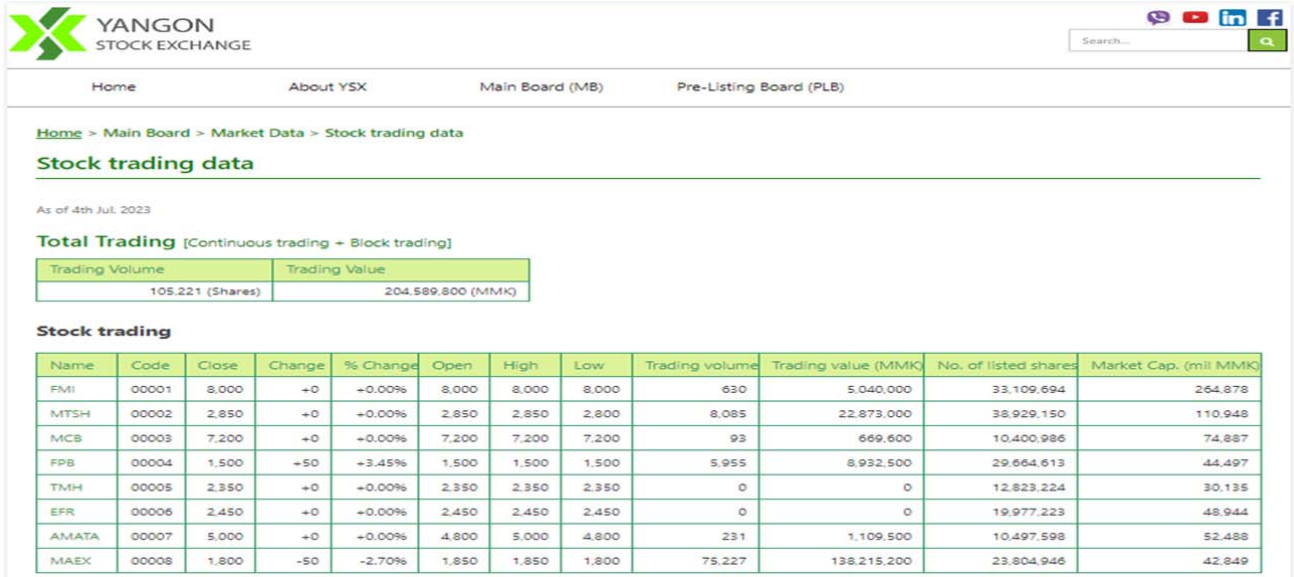 YANGON
STOCK EXCHANGE
Search...
Home About YSX Main Board (MB) Pre-Listing Board (PLB)
Home > Main Board > Market Data > Stock trading data
Stock trading data
As of 4th Jul, 2023
Total Trading [Continuous trading + Block trading]
Trading Volume Trading Value
105,221 (Shares) 204,589,800 (MMK)
Stock trading
Name Code Close Change % Change Open High Low Trading volume Trading value (MMK) No. of listed shares Market Cap. (mil MMK)
FMI 00001 8,000 +0 +0.00% 8,000 8,000 8,000 630 5,040,000 33,109,694 264,878
MTSH 00002 2,850 +0 +0.00% 2,850 2,850 2,800 8,085 22,873,000 38,929,150 110,948
MCB 00003 7,200 +0 +0.00% 7,200 7,200 7,200 93 669,600 10,400,986 74,887
FPB 00004 1,500 +50 +3.45% 1,500 1,500 1,500 5,955 8,932,500 29,664,613 44,497
TMH 00005 2,350 +0 +0.00% 2,350 2,350 2,350 0 0 12,823,224 30,135
EFR 00006 2,450 +0 +0.00% 2,450 2,450 2,450 0 0 19,977,223 48,944
AMATA 00007 5,000 +0 +0.00% 4,800 5,000 4,800 231 1,109,500 10,497,598 52,488
MAEX 00008 1,800 -50 -2.70% 1,850 1,850 1,800 75,227 138,215,200 23,804,946 42,849